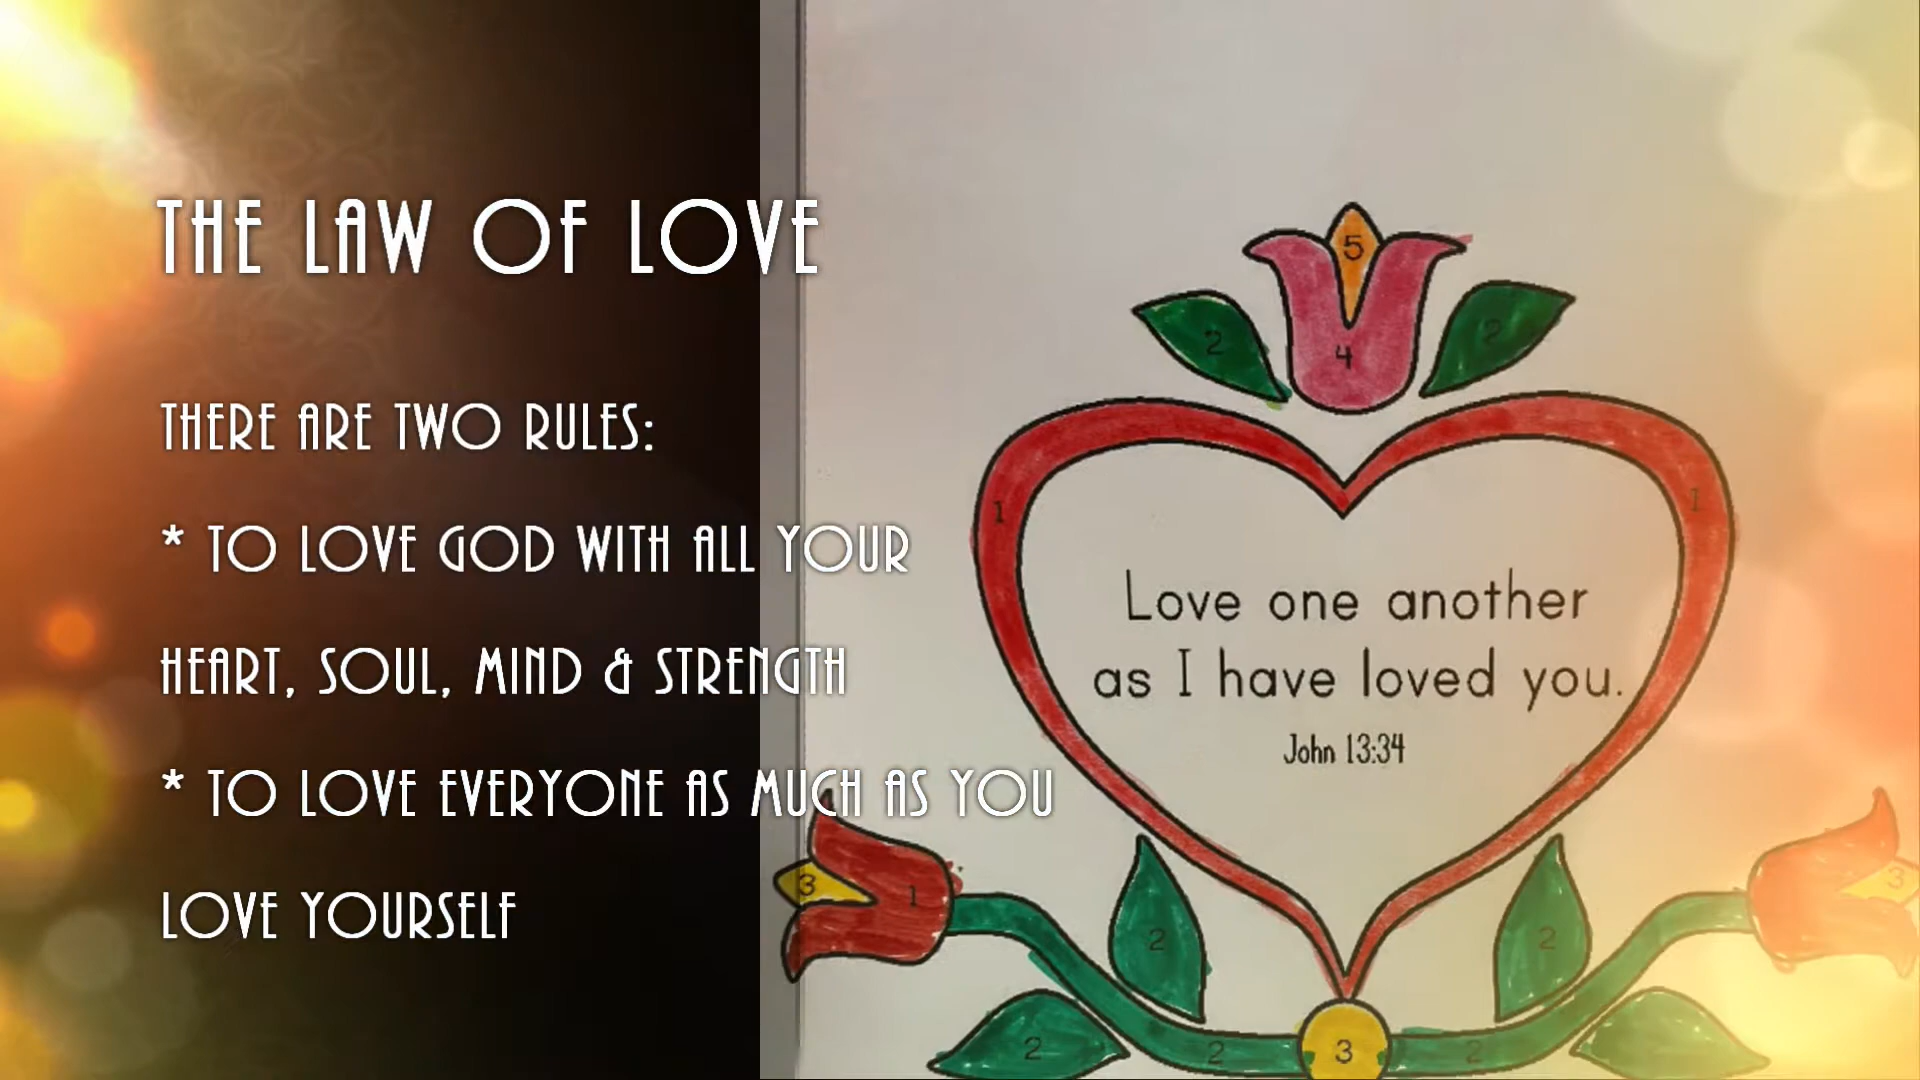 THE LAW OF LOVE
THERE ARE TWO RULES:
* TO LOVE GOD WITH ALL YOUR
HEART, SOUL, MIND & STRENGTH
* TO LOVE EVERYONE AS MUCH AS YOU
LOVE YOURSELF
5
2
2
4
1
1
Love one another
as I have loved you.
John 13:34
3
1
3
2
2
2
2
3
2